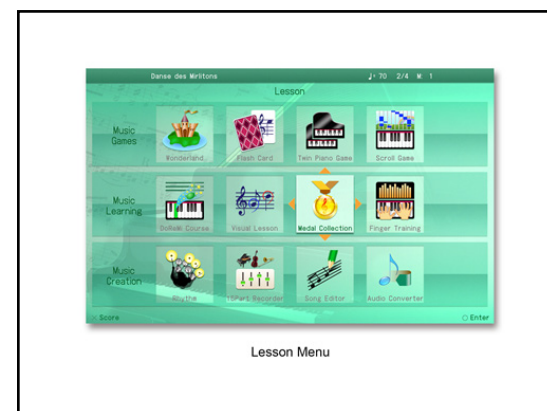 Danse des Mirlitons ♩= 70 2/4 M: 1
Lesson
Music
Games
Wonderland
Flash Card
Twin Piano Game
Scroll Game
Music
Learning
DoReMi Course
Visual Lesson
Medal Collection
Finger Training
Music
Creation
Rhythm
16Part Recorder
Song Editor
Audio Converter
Score
Enter
Lesson Menu